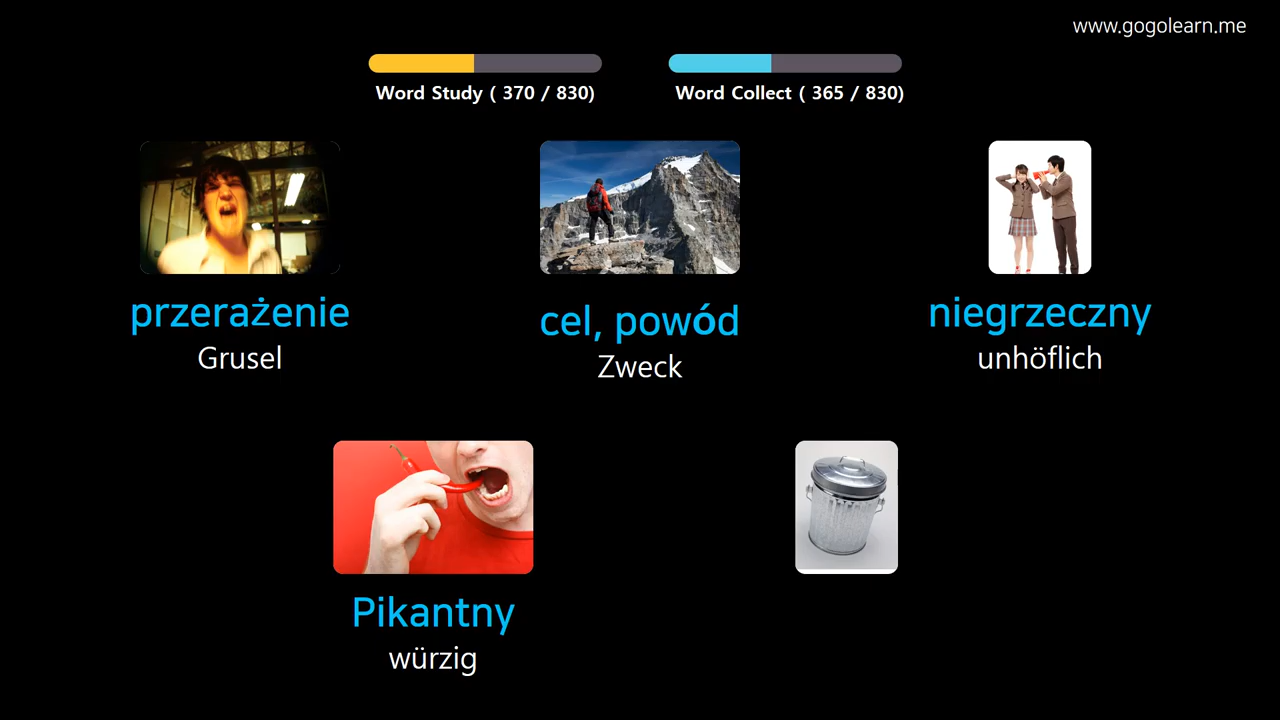 www.gogolearn.me
Word Study ( 370 / 830)
Word Collect ( 365 / 830)
przerażenie
Grusel
cel, powód
Zweck
niegrzeczny
unhöflich
Pikantny
würzig